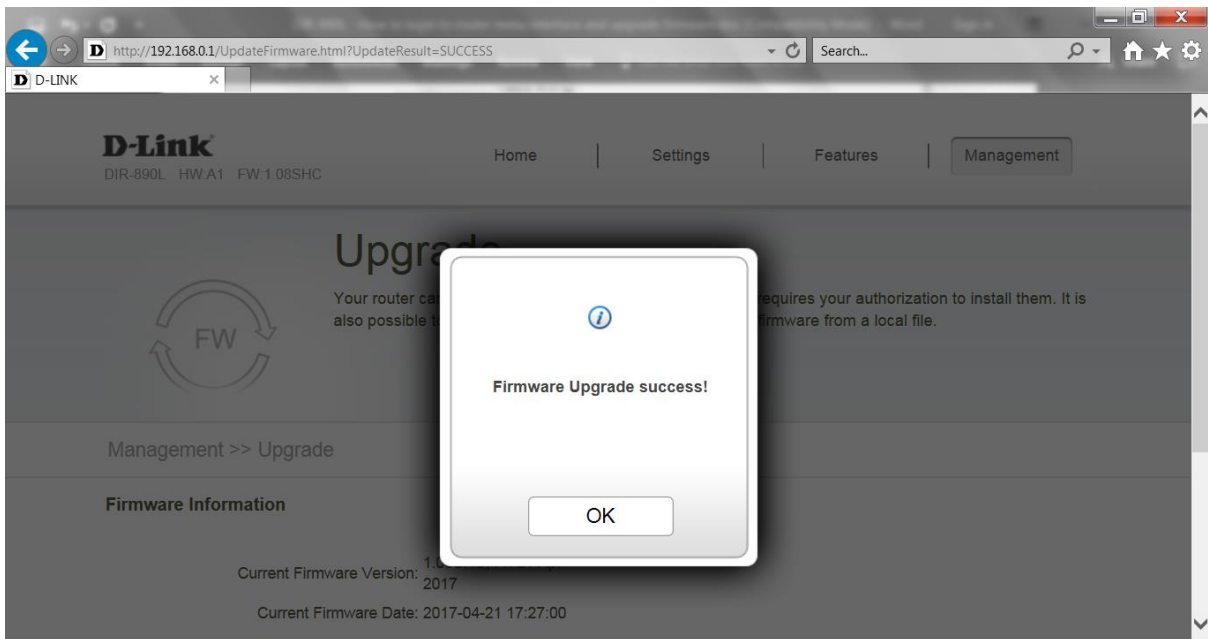 http://192.168.0.1/UpdateFirmware.html?UpdateResult=SUCCESS
Search...
D-LINK
D-Link
DIR-890L HW:A1 FW:1.08SHC
Home
Settings
Features
Management
Upgrade
Your router ca
requires your authorization to install them. It is
also possible t
firmware from a local file.
FW
Firmware Upgrade success!
OK
Management >> Upgrade
Firmware Information
Current Firmware Version:
2017
Current Firmware Date: 2017-04-21 17:27:00